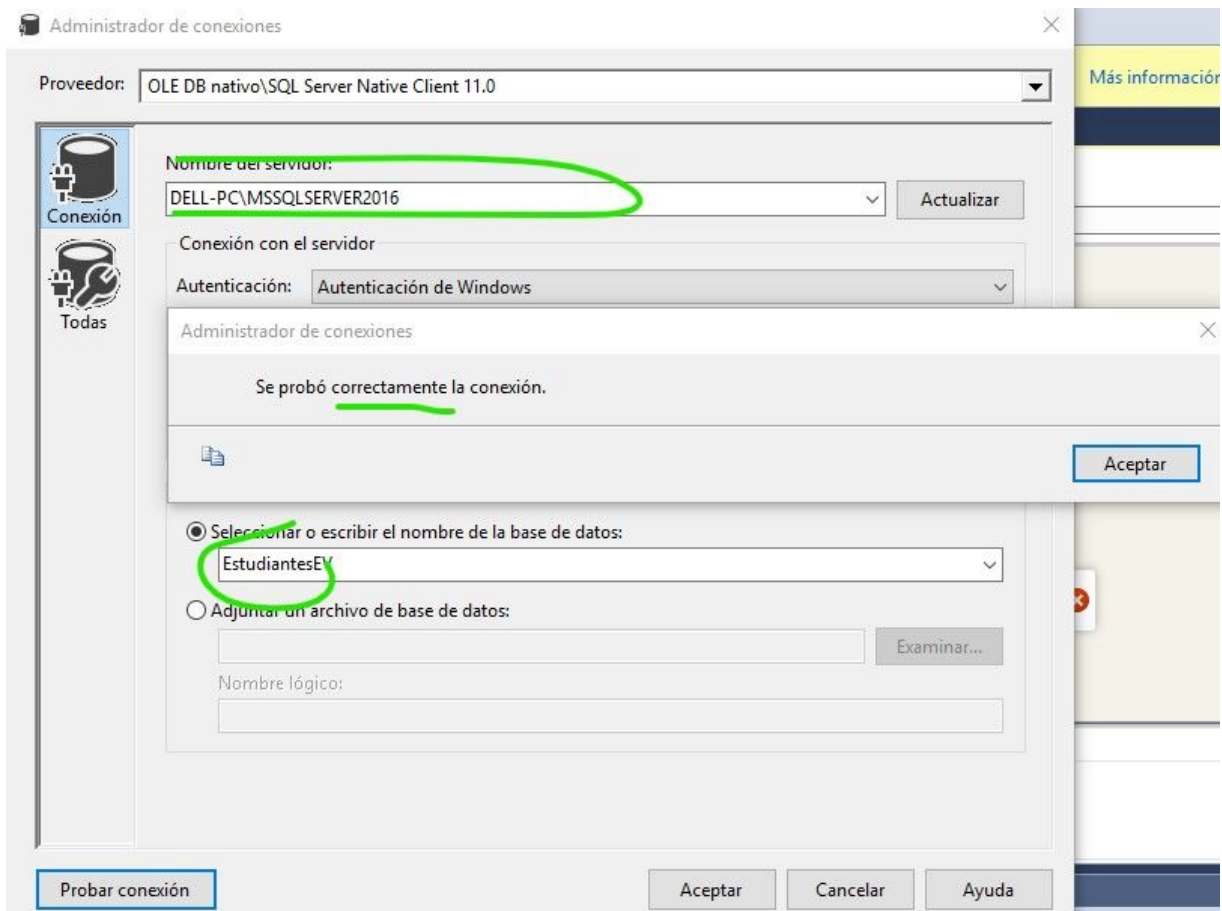 Administrador de conexiones
Más información
Proveedor:
OLE DB nativo\SQL Server Native Client 11.0
Conexión
Todas
Nombre del servidor:
DELL-PC\MSSQLSERVER2016
Actualizar
Conexión con el servidor
Autenticación:
Autenticación de Windows
Administrador de conexiones
Se probó correctamente la conexión.
Aceptar
Seleccionar o escribir el nombre de la base de datos:
EstudiantesEV
Adjuntar un archivo de base de datos:
Examinar...
Nombre lógico:
Probar conexión
Aceptar
Cancelar
Ayuda